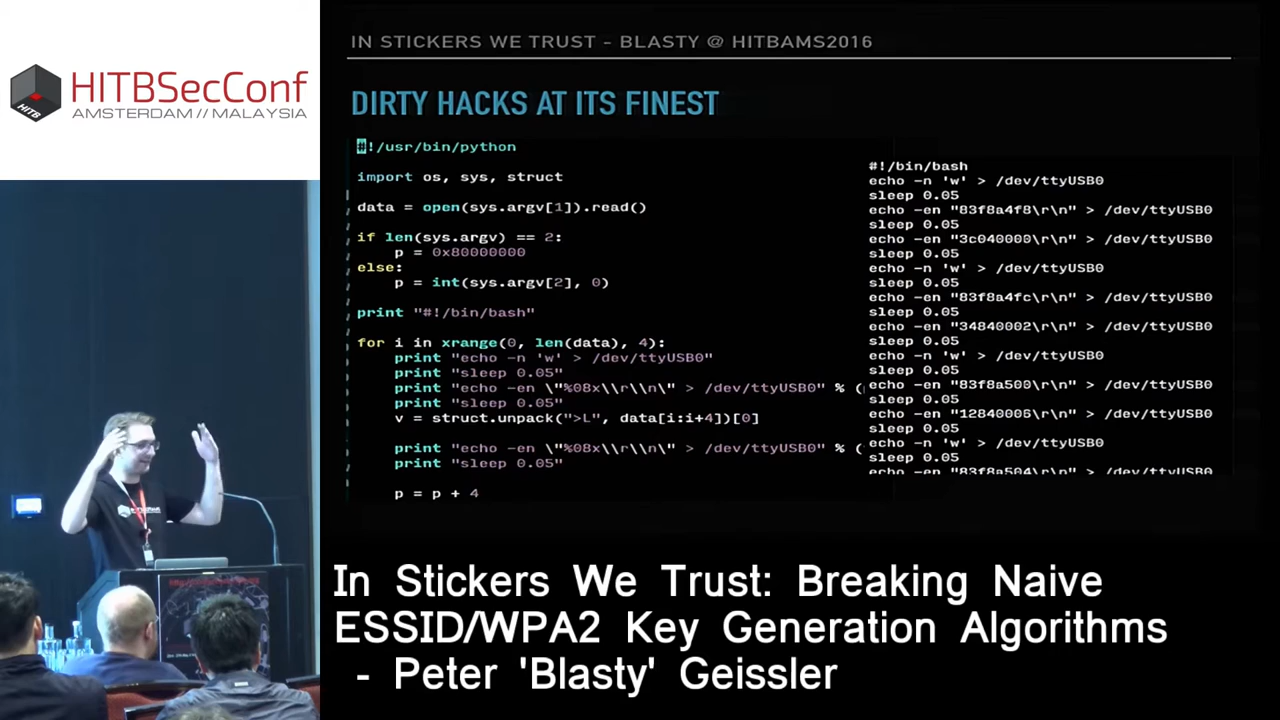 HITBSecConf
AMSTERDAM // MALAYSIA
HITB
IN STICKERS WE TRUST - BLASTY @ HITBAMS2016
DIRTY HACKS AT ITS FINEST
#!/usr/bin/python
import os, sys, struct
data = open(sys.argv[1]).read()
if len(sys.argv) == 2:
p = 0x80000000
else:
p = int(sys.argv[2], 0)
print "#!/bin/bash"
for i in xrange(0, len(data), 4):
print "echo -n 'w' > /dev/ttyUSB0"
print "sleep 0.05"
print "echo -en \"%08x\\r\\n\" > /dev/ttyUSB0" % (
print "sleep 0.05"
v = struct.unpack(">L", data[i:i+4])[0]
print "echo -en \"%08x\\r\\n\" > /dev/ttyUSB0" % (
print "sleep 0.05"
p = p + 4
#!/bin/bash
echo -n 'w' > /dev/ttyUSB0
sleep 0.05
echo -en "83f8a4f8\r\n" > /dev/ttyUSB0
sleep 0.05
echo -en "3c040000\r\n" > /dev/ttyUSB0
sleep 0.05
echo -n 'w' > /dev/ttyUSB0
sleep 0.05
echo -en "83f8a4fc\r\n" > /dev/ttyUSB0
sleep 0.05
echo -en "34840002\r\n" > /dev/ttyUSB0
sleep 0.05
echo -n 'w' > /dev/ttyUSB0
sleep 0.05
echo -en "83f8a500\r\n" > /dev/ttyUSB0
sleep 0.05
echo -en "12840006\r\n" > /dev/ttyUSB0
sleep 0.05
echo -n 'w' > /dev/ttyUSB0
sleep 0.05
echo -en "83f8a504\r\n" > /dev/ttyUSB0
In Stickers We Trust: Breaking Naive
ESSID/WPA2 Key Generation Algorithms
- Peter 'Blasty' Geissler